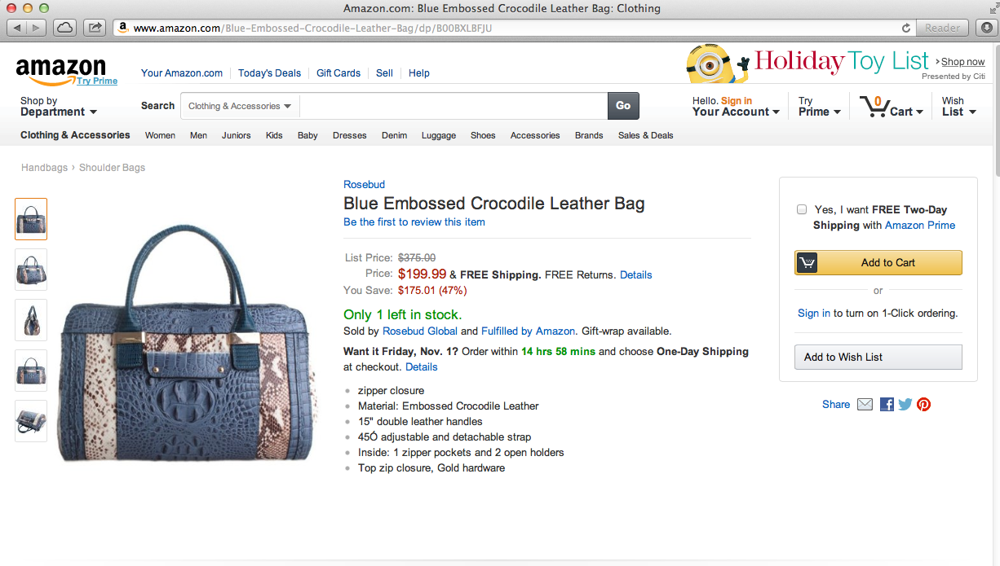 Amazon.com: Blue Embossed Crocodile Leather Bag: Clothing
www.amazon.com/Blue-Embossed-Crocodile-Leather-Bag/dp/B00BXLBFJU
Reader
amazon
Try Prime
Your Amazon.com
Today's Deals
Gift Cards
Sell
Help
Holiday Toy List
Shop now
Presented by Citi
Shop by
Department
Search
Clothing & Accessories
Go
Hello. Sign in
Your Account
Try
Prime
0
Cart
Wish
List
Clothing & Accessories
Women
Men
Juniors
Kids
Baby
Dresses
Denim
Luggage
Shoes
Accessories
Brands
Sales & Deals
Handbags › Shoulder Bags
Rosebud
Blue Embossed Crocodile Leather Bag
Be the first to review this item
List Price: $375.00
Price: $199.99 & FREE Shipping. FREE Returns. Details
You Save: $175.01 (47%)
Only 1 left in stock.
Sold by Rosebud Global and Fulfilled by Amazon. Gift-wrap available.
Want it Friday, Nov. 1? Order within 14 hrs 58 mins and choose One-Day Shipping
at checkout. Details
zipper closure
Material: Embossed Crocodile Leather
15" double leather handles
45Ó adjustable and detachable strap
Inside: 1 zipper pockets and 2 open holders
Top zip closure, Gold hardware
Yes, I want FREE Two-Day
Shipping with Amazon Prime
Add to Cart
or
Sign in to turn on 1-Click ordering.
Add to Wish List
Share